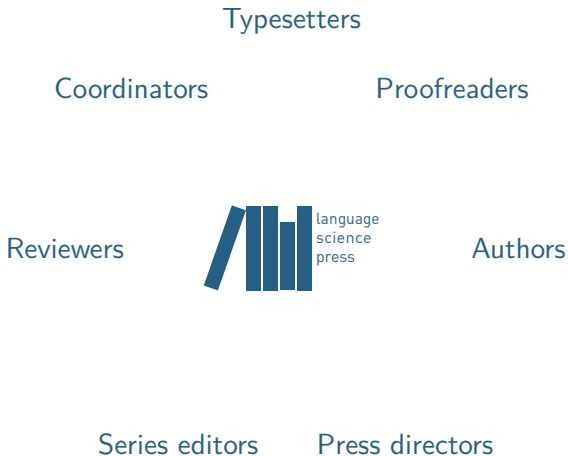 Typesetters
Coordinators
Proofreaders
language
science
press
Reviewers
Authors
Series editors
Press directors